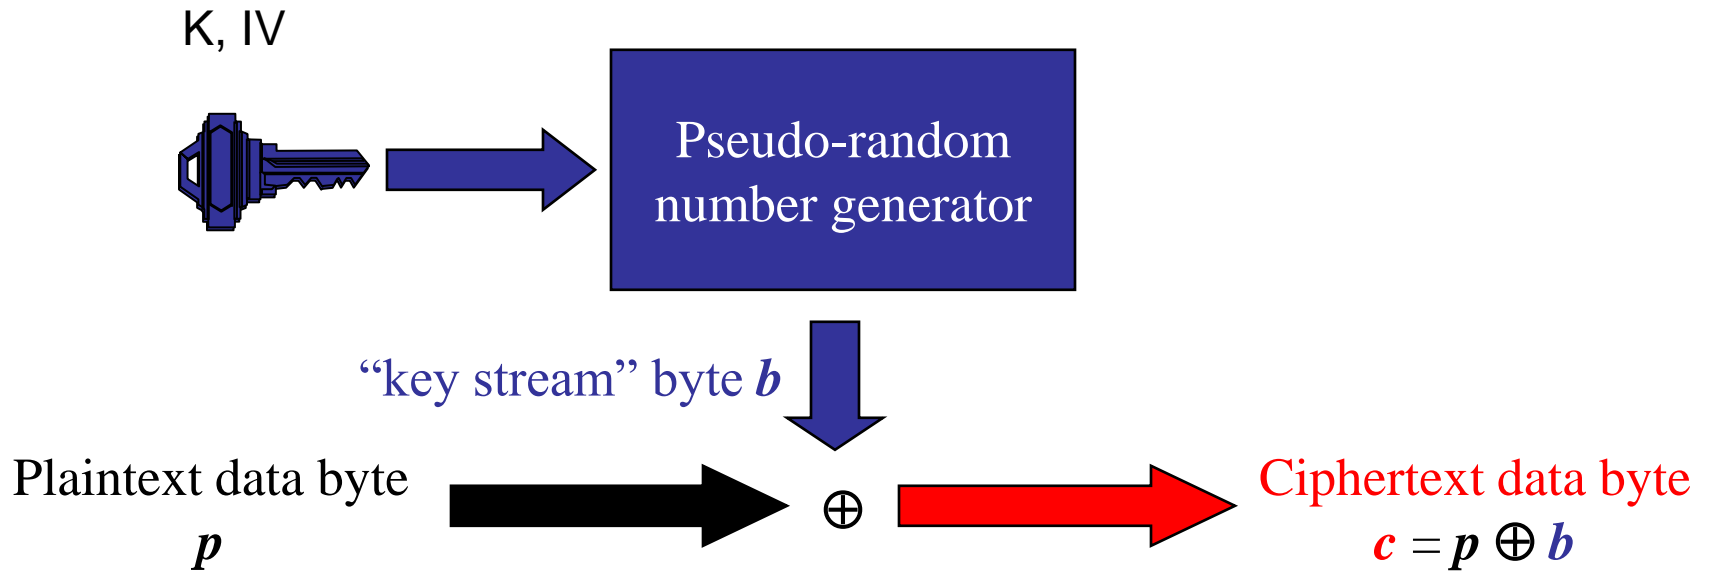 K, IV
Pseudo-random
number generator
“key stream” byte b
Plaintext data byte
p
⊕
Ciphertext data byte
c = p ⊕ b